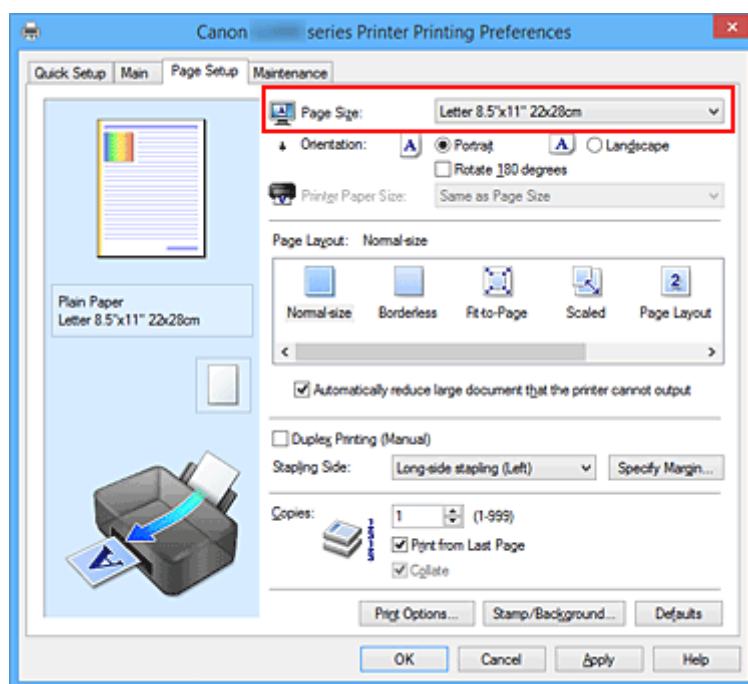 Canon series Printer Printing Preferences
Quick Setup Main Page Setup Maintenance
Page Size: Letter 8.5"x11" 22x28cm
Orientation: A Portrait A Landscape
Rotate 180 degrees
Printer Paper Size: Same as Page Size
Page Layout: Normal-size
2
Normal-size Borderless Fit-to-Page Scaled Page Layout
Plain Paper
Letter 8.5"x11" 22x28cm
Automatically reduce large document that the printer cannot output
Duplex Printing (Manual)
Stapling Side: Long-side stapling (Left) Specify Margin...
Copies: 1 (1-999)
Print from Last Page
Collate
A
Print Options... Stamp/Background... Defaults
OK Cancel Apply Help